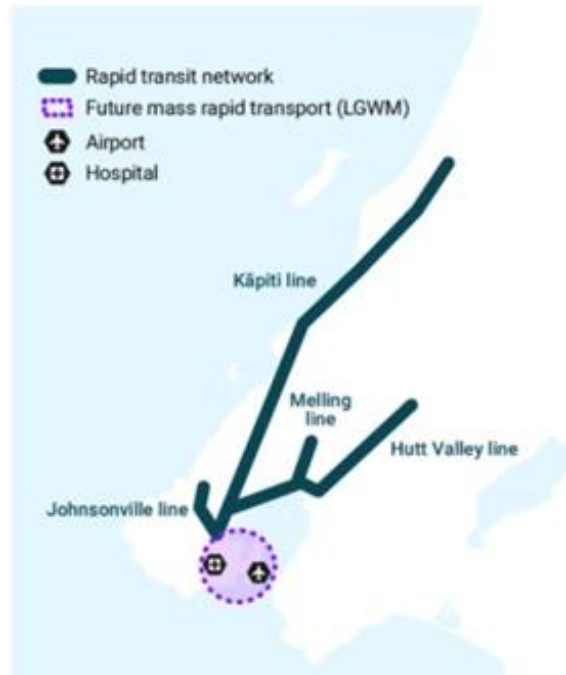 Rapid transit network
Future mass rapid transport (LGWM)
Airport
Hospital
Kāpiti line
Melling
line
Hutt Valley line
Johnsonville line